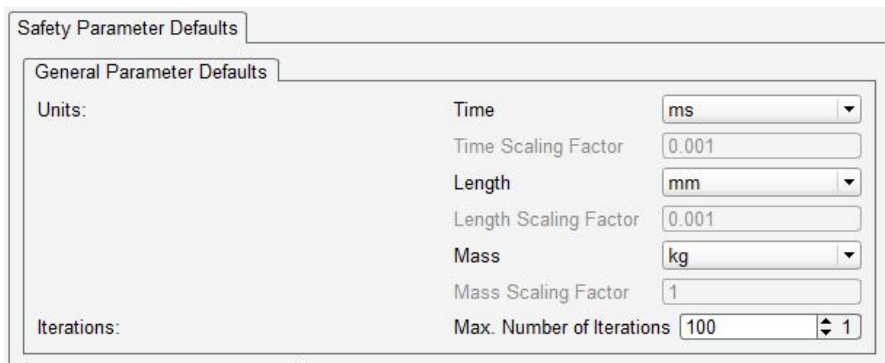 Safety Parameter Defaults
General Parameter Defaults
Units: Time ms
Time Scaling Factor 0.001
Length mm
Length Scaling Factor 0.001
Mass kg
Mass Scaling Factor 1
Iterations: Max. Number of Iterations 100 1